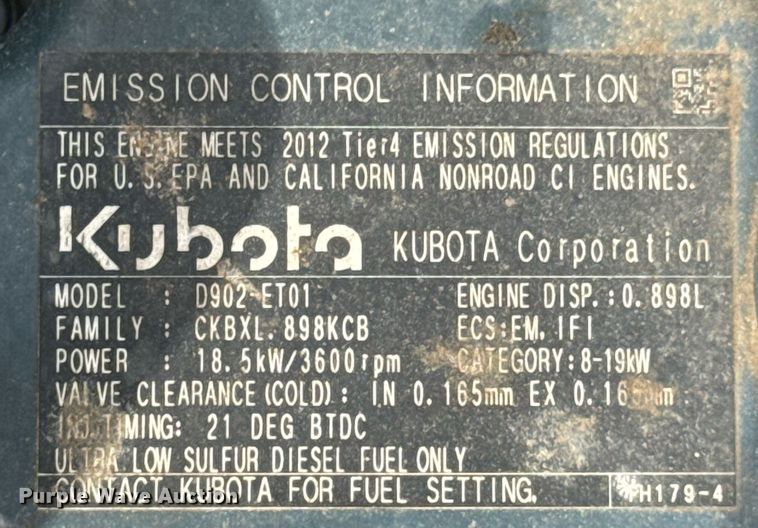 EMISSION CONTROL INFORMATION
THIS ENGINE MEETS 2012 Tier4 EMISSION REGULATIONS
FOR U.S.EPA AND CALIFORNIA NONROAD CI ENGINES.
Kubota KUBOTA Corporation
MODEL : D902-ET01 ENGINE DISP.:0.898L
FAMILY : CKBXL.898KCB ECS:EM,IFI
POWER : 18.5kW/3600rpm CATEGORY:8-19kW
VALVE CLEARANCE(COLD): IN 0.165mm EX 0.165mm
INJ.TIMING: 21 DEG BTDC
ULTRA LOW SULFUR DIESEL FUEL ONLY
CONTACT KUBOTA FOR FUEL SETTING.
Purple Wave Auction